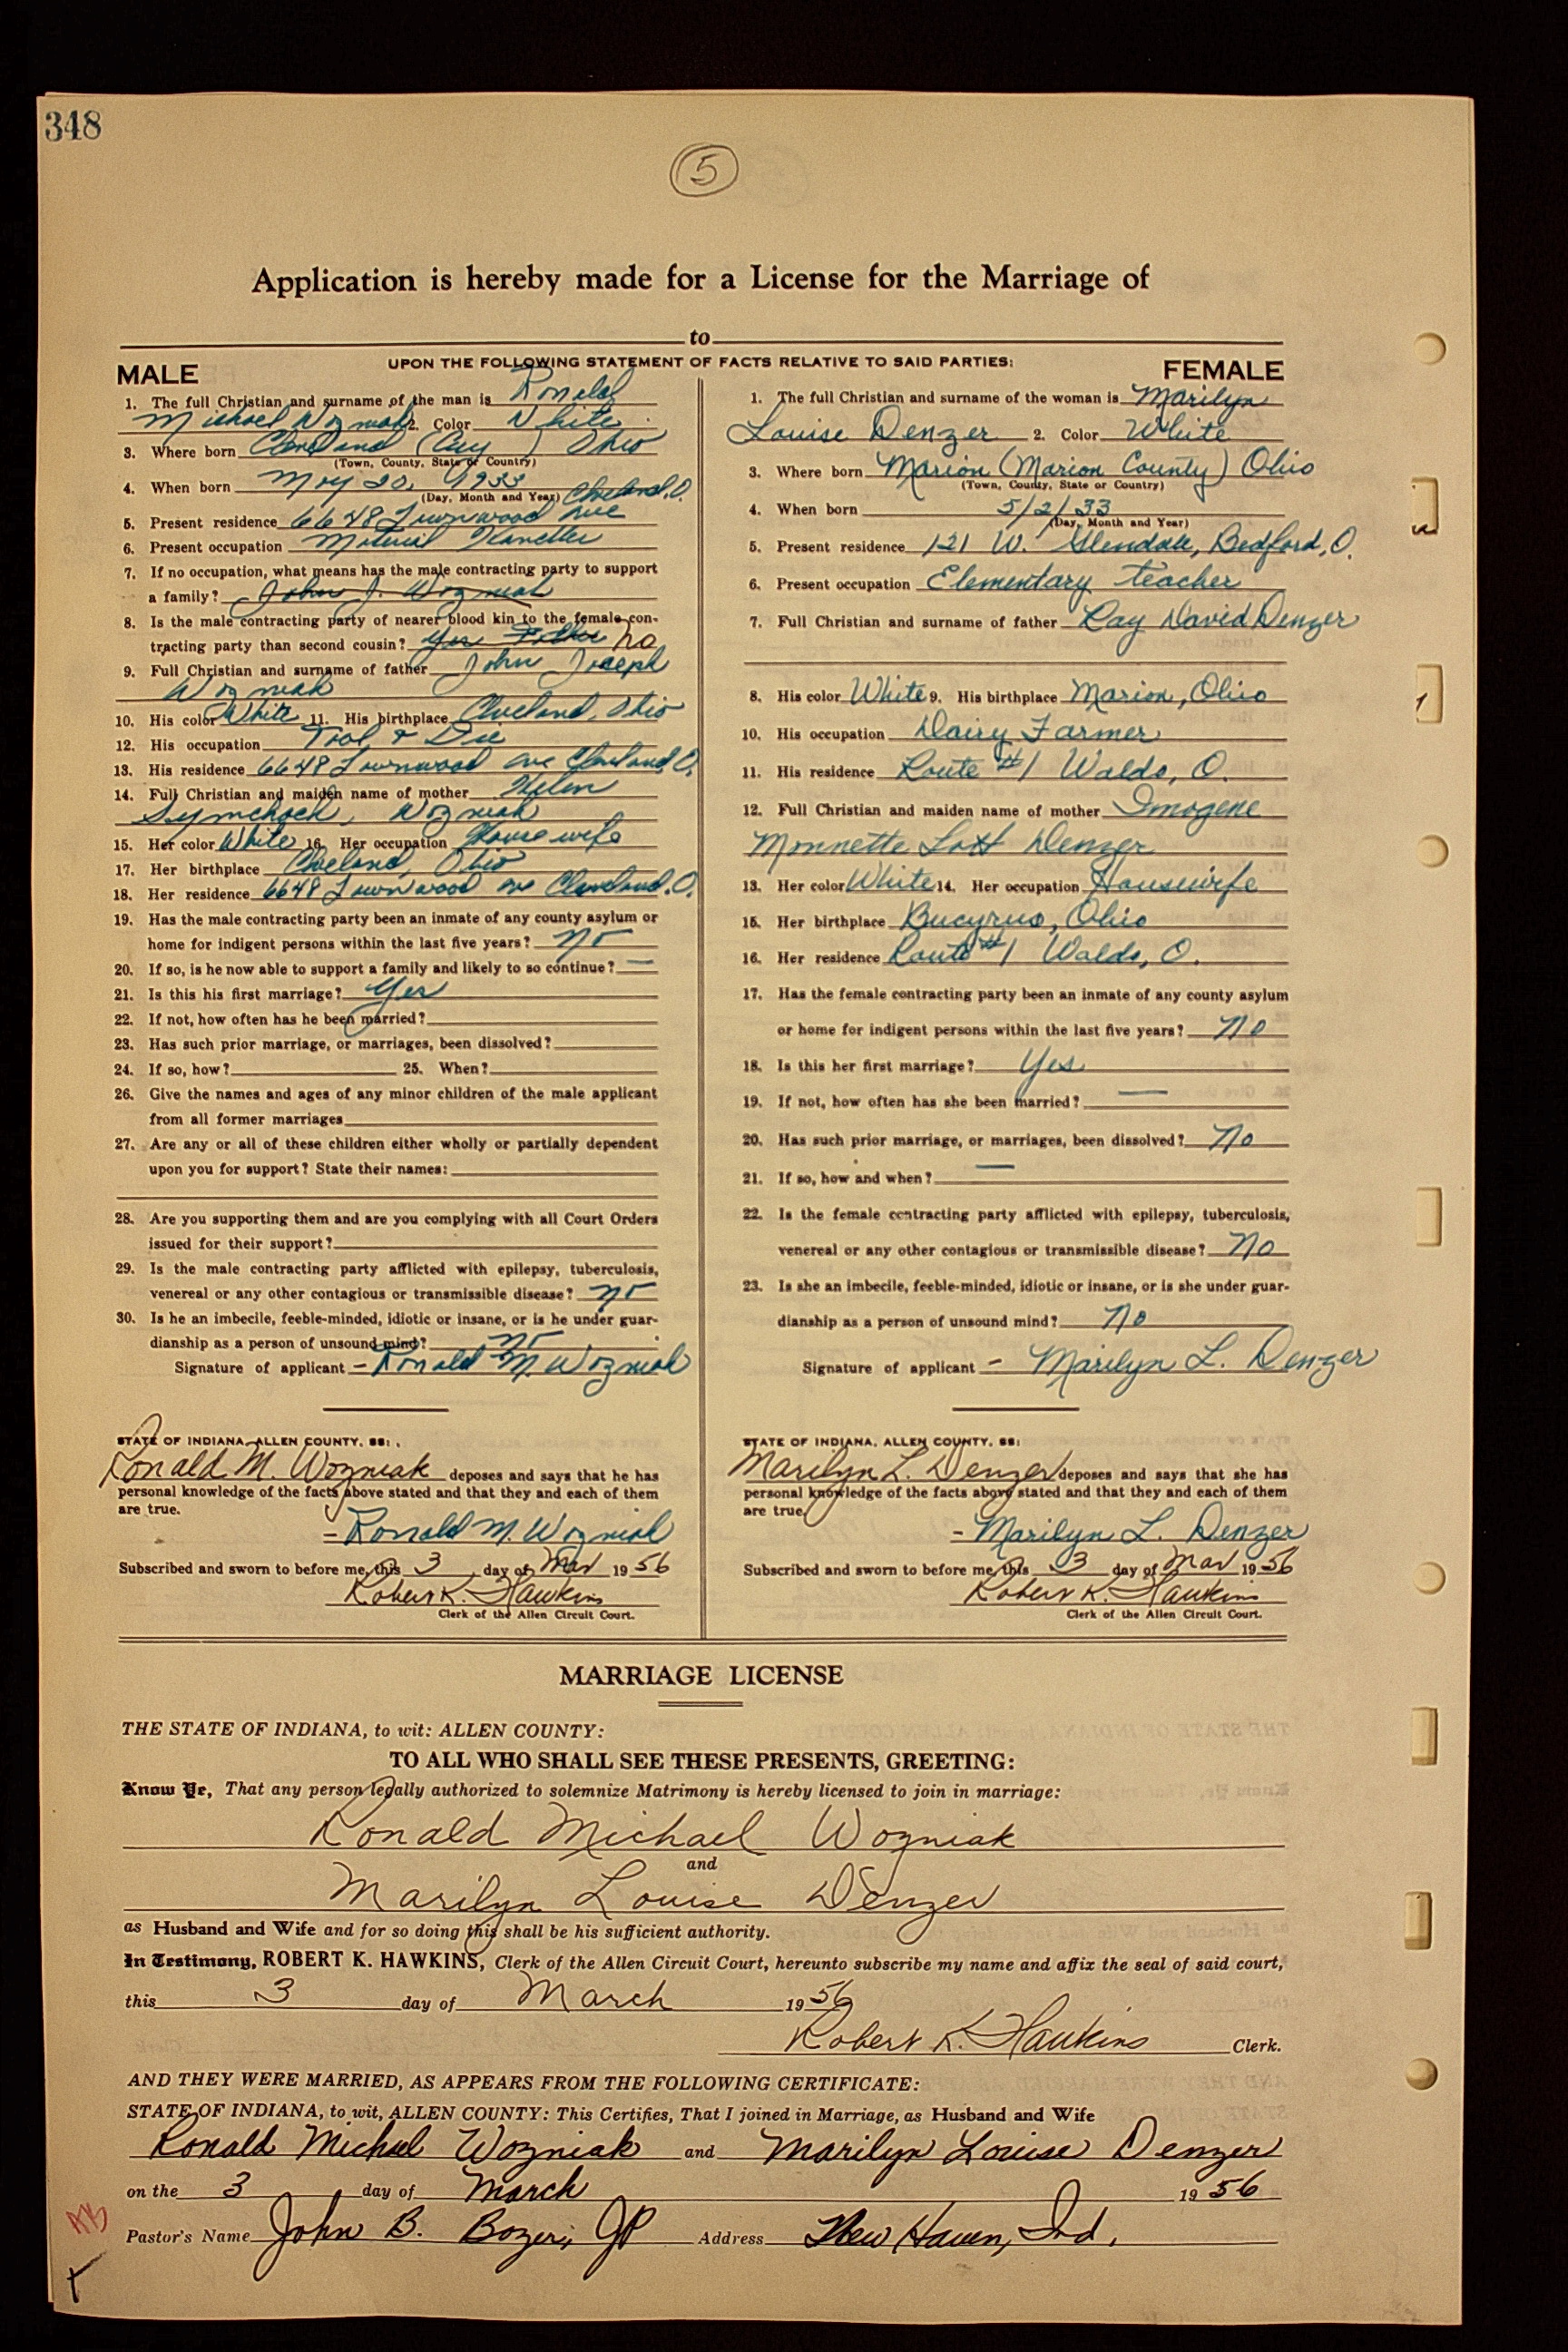 348
5
Application is hereby made for a License for the Marriage of
to
UPON THE FOLLOWING STATEMENT OF FACTS RELATIVE TO SAID PARTIES:
MALE
1. The full Christian and surname of the man is Ronald
Michael Wozniak 2. Color White
3. Where born Cleveland (Cuy ) Ohio
(Town, County, State or Country)
4. When born May 20, 1933
(Day, Month and Year) Cleveland, O.
5. Present residence 6648 Lawnwood Ave
6. Present occupation Material Handler
7. If no occupation, what means has the male contracting party to support
a family? John J. Wozniak
8. Is the male contracting party of nearer blood kin to the female con-
tracting party than second cousin? Yes Father no
9. Full Christian and surname of father John Joseph
Wozniak
10. His color White 11. His birthplace Cleveland, Ohio
12. His occupation Tool & Die
13. His residence 6648 Lawnwood ave Cleveland, O.
14. Full Christian and maiden name of mother Helen
Symchack, Wozniak
15. Her color White 16. Her occupation House wife
17. Her birthplace Cleveland, Ohio
18. Her residence 6648 Lawnwood ave Cleveland, O.
19. Has the male contracting party been an inmate of any county asylum or
home for indigent persons within the last five years? no
20. If so, is he now able to support a family and likely to so continue? —
21. Is this his first marriage? Yes
22. If not, how often has he been married?
23. Has such prior marriage, or marriages, been dissolved?
24. If so, how? 25. When?
26. Give the names and ages of any minor children of the male applicant
from all former marriages
27. Are any or all of these children either wholly or partially dependent
upon you for support? State their names:
28. Are you supporting them and are you complying with all Court Orders
issued for their support?
29. Is the male contracting party afflicted with epilepsy, tuberculosis,
venereal or any other contagious or transmissible disease? no
30. Is he an imbecile, feeble-minded, idiotic or insane, or is he under guar-
dianship as a person of unsound mind? no
Signature of applicant – Ronald M. Wozniak
STATE OF INDIANA, ALLEN COUNTY, SS:
Ronald M. Wozniak deposes and says that he has
personal knowledge of the facts above stated and that they and each of them
are true.
– Ronald M. Wozniak
Subscribed and sworn to before me, this 3 day of Mar 1956
Robert K. Hawkins
Clerk of the Allen Circuit Court.
FEMALE
1. The full Christian and surname of the woman is Marilyn
Louise Denzer 2. Color White
3. Where born Marion (Marion County) Ohio
(Town, County, State or Country)
4. When born 5/2/33
(Day, Month and Year)
5. Present residence 121 W. Glendale, Bedford, O.
6. Present occupation Elementary Teacher
7. Full Christian and surname of father Ray David Denzer
8. His color White 9. His birthplace Marion, Ohio
10. His occupation Dairy Farmer
11. His residence Route #1 Waldo, O.
12. Full Christian and maiden name of mother Imogene
Monnette Lott Denzer
13. Her color White 14. Her occupation Housewife
15. Her birthplace Bucyrus, Ohio
16. Her residence Route #1 Waldo, O.
17. Has the female contracting party been an inmate of any county asylum
or home for indigent persons within the last five years? No
18. Is this her first marriage? Yes
19. If not, how often has she been married? —
20. Has such prior marriage, or marriages, been dissolved? No
21. If so, how and when? —
22. Is the female contracting party afflicted with epilepsy, tuberculosis,
venereal or any other contagious or transmissible disease? No
23. Is she an imbecile, feeble-minded, idiotic or insane, or is she under guar-
dianship as a person of unsound mind? No
Signature of applicant – Marilyn L. Denzer
STATE OF INDIANA, ALLEN COUNTY, SS:
Marilyn L. Denzer deposes and says that she has
personal knowledge of the facts above stated and that they and each of them
are true.
– Marilyn L. Denzer
Subscribed and sworn to before me, this 3 day of Mar 1956
Robert K. Hawkins
Clerk of the Allen Circuit Court.
MARRIAGE LICENSE
THE STATE OF INDIANA, to wit: ALLEN COUNTY:
TO ALL WHO SHALL SEE THESE PRESENTS, GREETING:
Know Ye, That any person legally authorized to solemnize Matrimony is hereby licensed to join in marriage:
Ronald Michael Wozniak
and
Marilyn Louise Denzer
as Husband and Wife and for so doing this shall be his sufficient authority.
In Testimony, ROBERT K. HAWKINS, Clerk of the Allen Circuit Court, hereunto subscribe my name and affix the seal of said court,
this 3 day of March 1956
Robert K. Hawkins Clerk.
AND THEY WERE MARRIED, AS APPEARS FROM THE FOLLOWING CERTIFICATE:
STATE OF INDIANA, to wit, ALLEN COUNTY: This Certifies, That I joined in Marriage, as Husband and Wife
Ronald Michael Wozniak and Marilyn Louise Denzer
on the 3 day of March 1956
Pastor's Name John B. Bozer, JP Address New Haven, Ind.